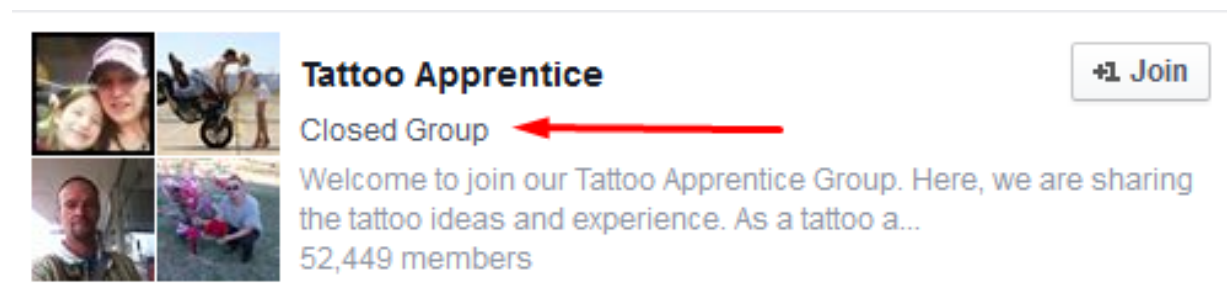 Tattoo Apprentice
+1 Join
Closed Group
Welcome to join our Tattoo Apprentice Group. Here, we are sharing
the tattoo ideas and experience. As a tattoo a...
52,449 members